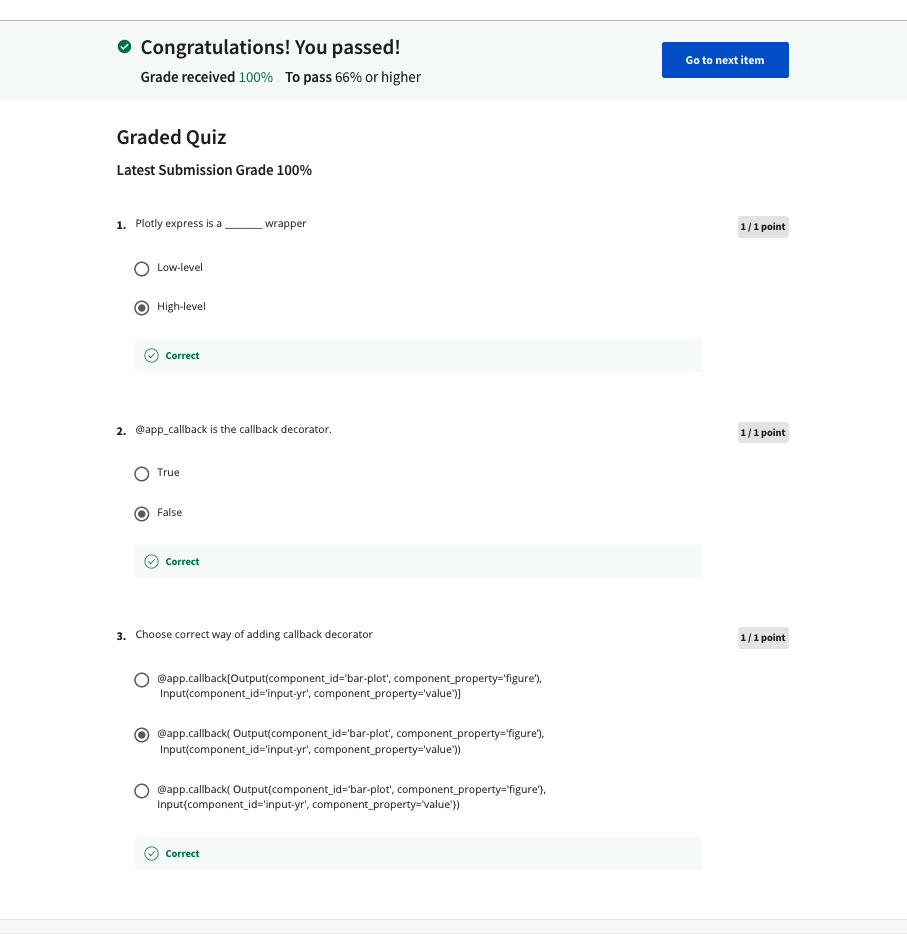 Congratulations! You passed!
Grade received 100% To pass 66% or higher
Go to next item
Graded Quiz
Latest Submission Grade 100%
1. Plotly express is a _______ wrapper
1 / 1 point
Low-level
High-level
Correct
2. @app_callback is the callback decorator.
1 / 1 point
True
False
Correct
3. Choose correct way of adding callback decorator
1 / 1 point
@app.callback[Output(component_id='bar-plot', component_property='figure'),
Input(component_id='input-yr', component_property='value')]
@app.callback( Output(component_id='bar-plot', component_property='figure'),
Input(component_id='input-yr', component_property='value'))
@app.callback( Output{component_id='bar-plot', component_property='figure'},
Input{component_id='input-yr', component_property='value'})
Correct